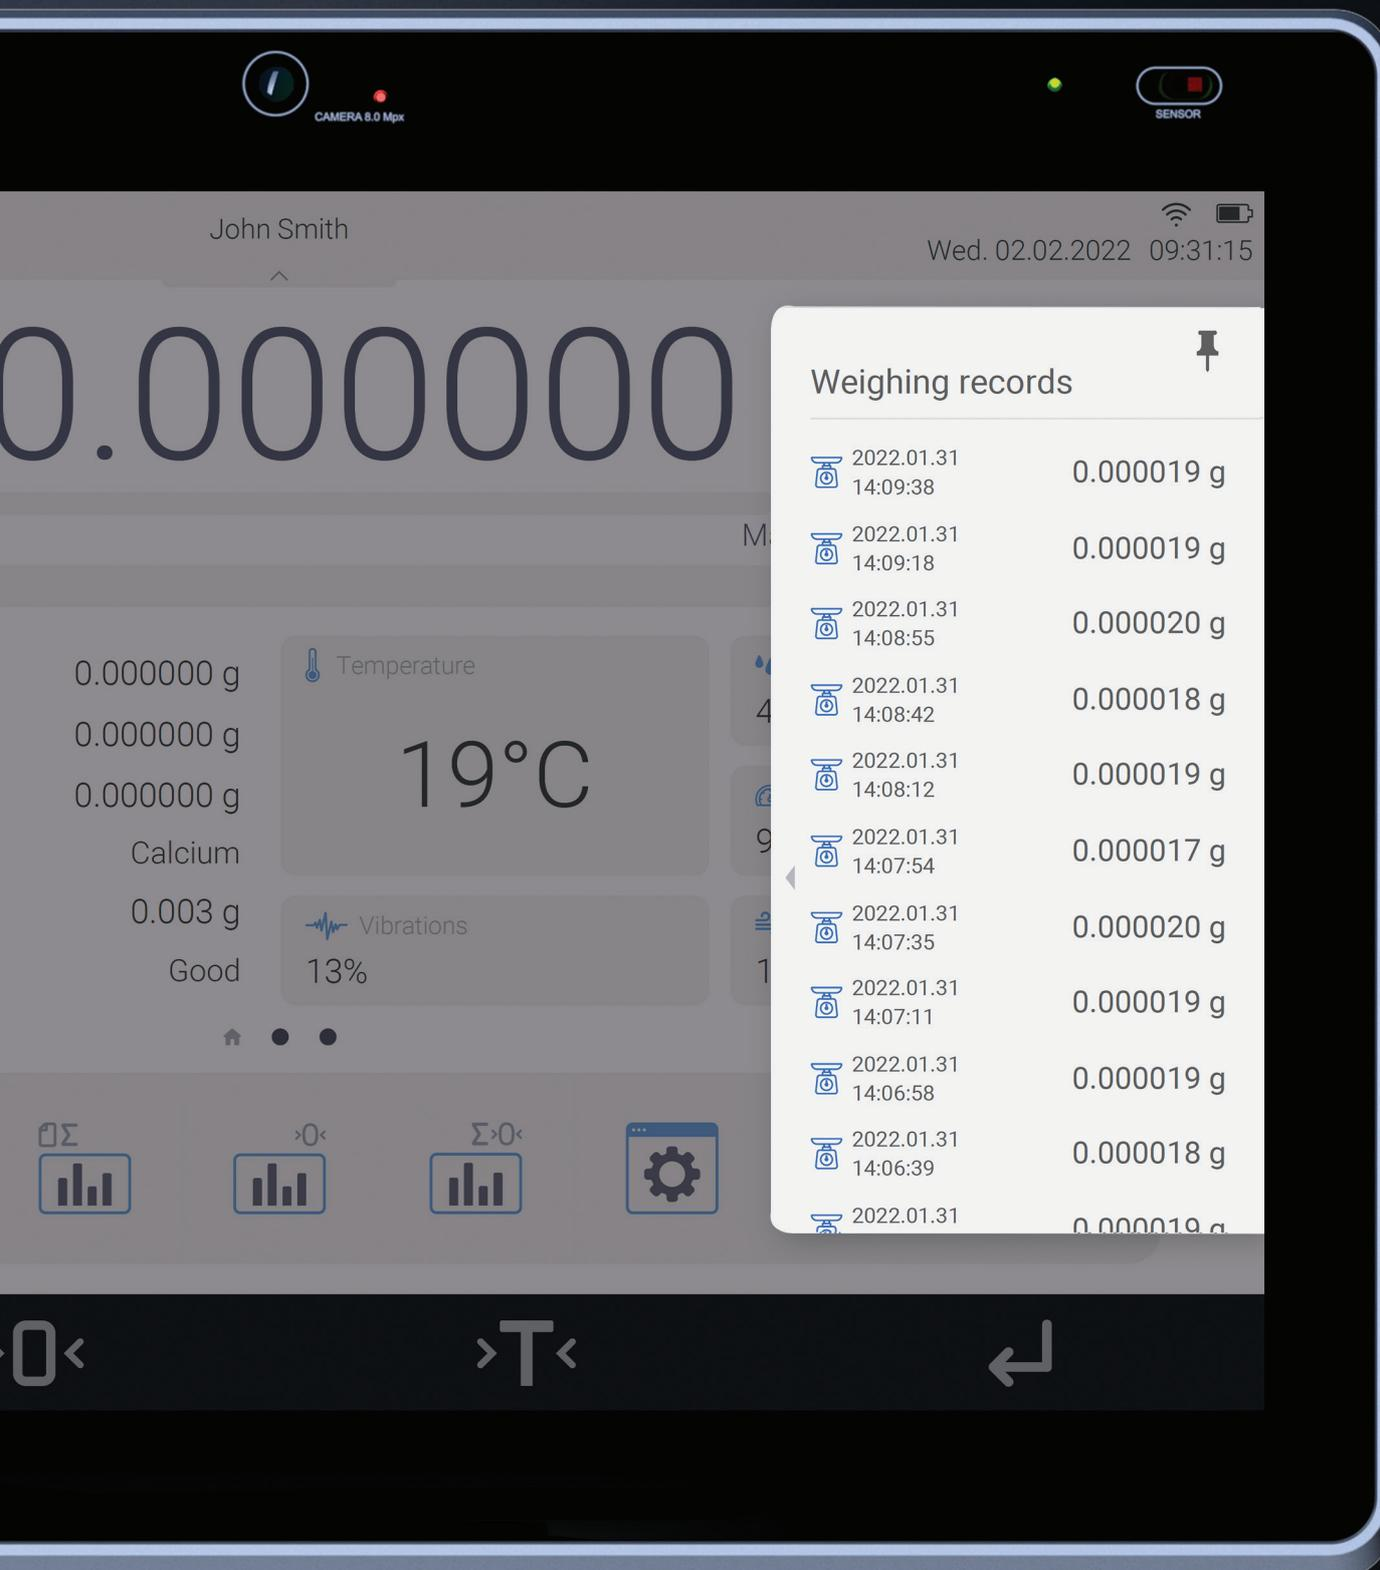 CAMERA 8.0 Mpx
SENSOR
John Smith
Wed. 02.02.2022 09:31:15
0.000000
Weighing records
2022.01.31
14:09:38
0.000019 g
2022.01.31
14:09:18
0.000019 g
2022.01.31
14:08:55
0.000020 g
2022.01.31
14:08:42
0.000018 g
2022.01.31
14:08:12
0.000019 g
2022.01.31
14:07:54
0.000017 g
2022.01.31
14:07:35
0.000020 g
2022.01.31
14:07:11
0.000019 g
2022.01.31
14:06:58
0.000019 g
2022.01.31
14:06:39
0.000018 g
2022.01.31
0.000019 g
0.000000 g
0.000000 g
0.000000 g
Calcium
0.003 g
Good
Temperature
19°C
Vibrations
13%
Σ
>0<
Σ>0<
>0<
>T<